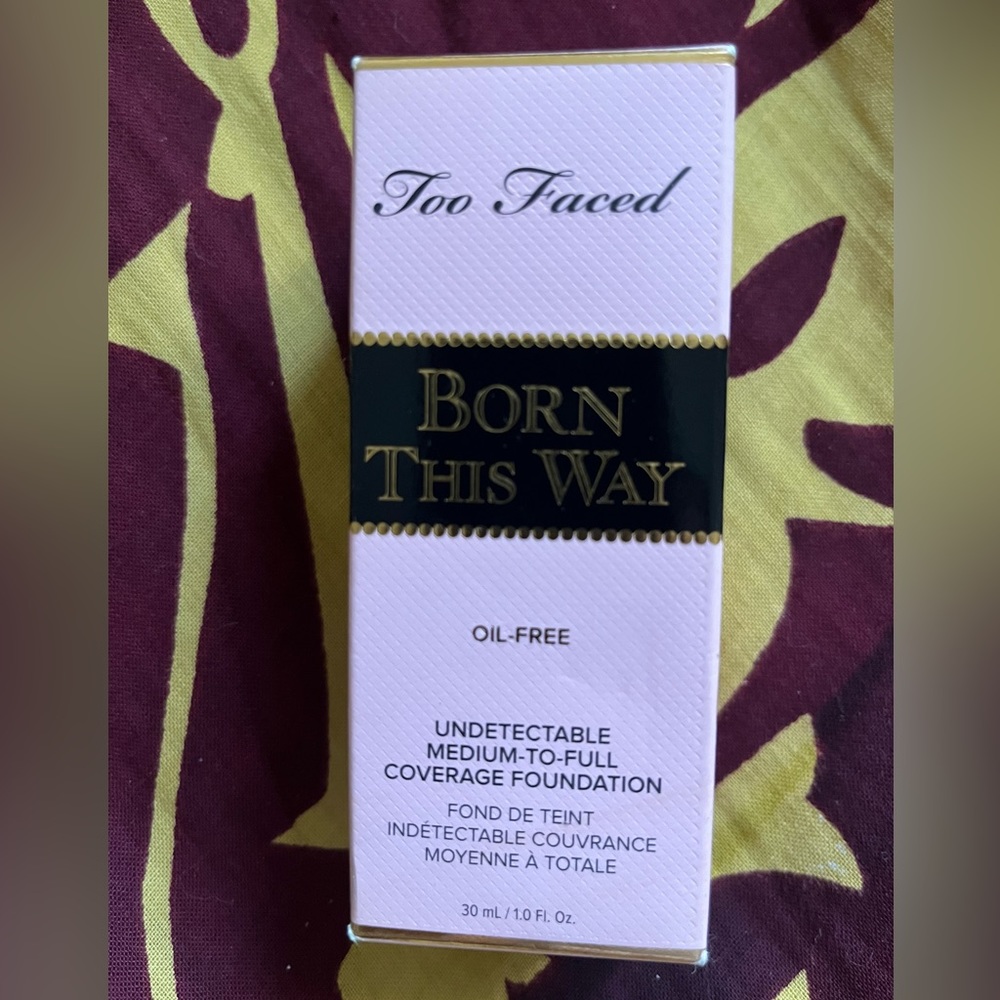 Too Faced
BORN
THIS WAY
OIL-FREE
UNDETECTABLE
MEDIUM-TO-FULL
COVERAGE FOUNDATION
FOND DE TEINT
INDÉTECTABLE COUVRANCE
MOYENNE À TOTALE
30 mL / 1.0 Fl. Oz.